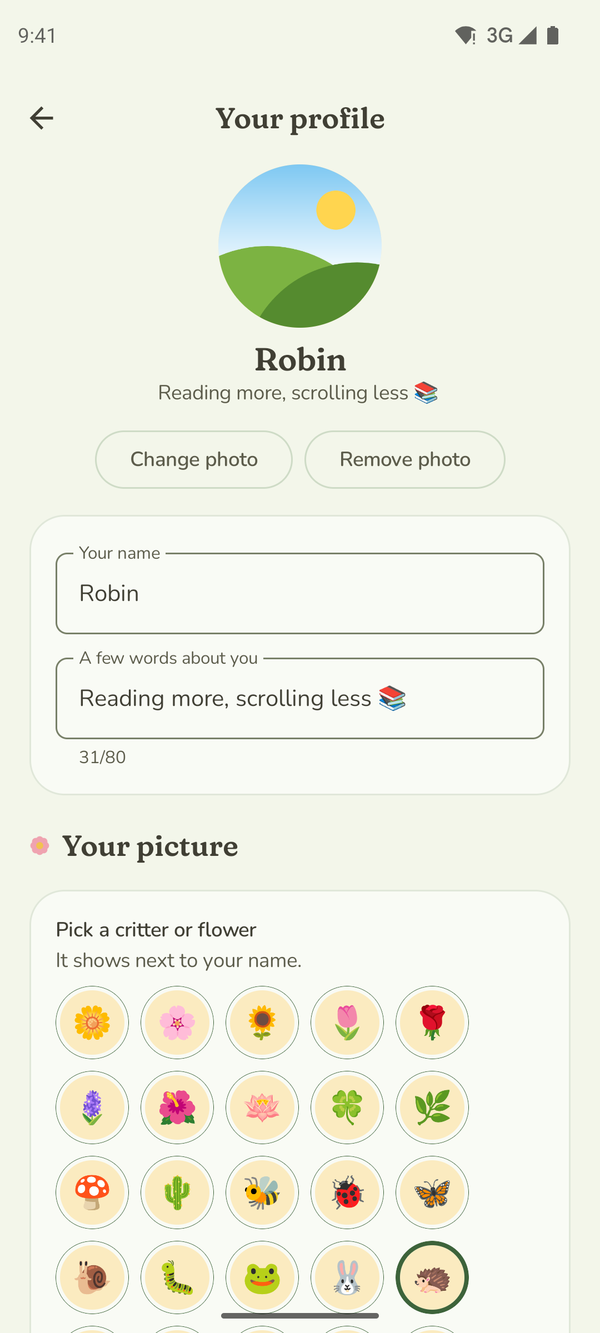 9:41
3G
Your profile
Robin
Reading more, scrolling less 📚
Change photo
Remove photo
Your name
Robin
A few words about you
Reading more, scrolling less 📚
31/80
Your picture
Pick a critter or flower
It shows next to your name.